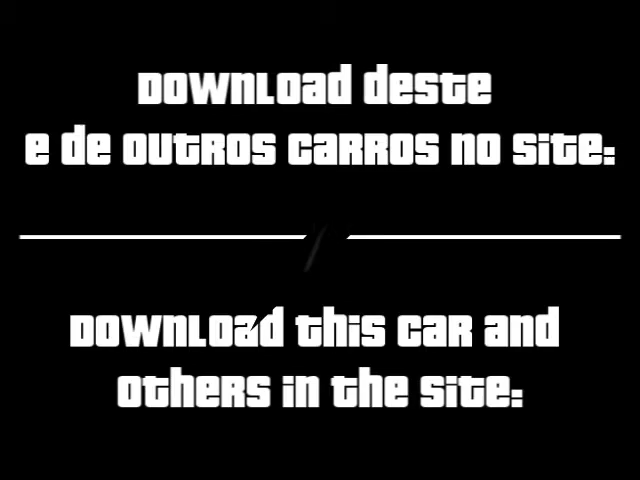 Download deste
e de outros carros no site:
Download this car and
others in the site: